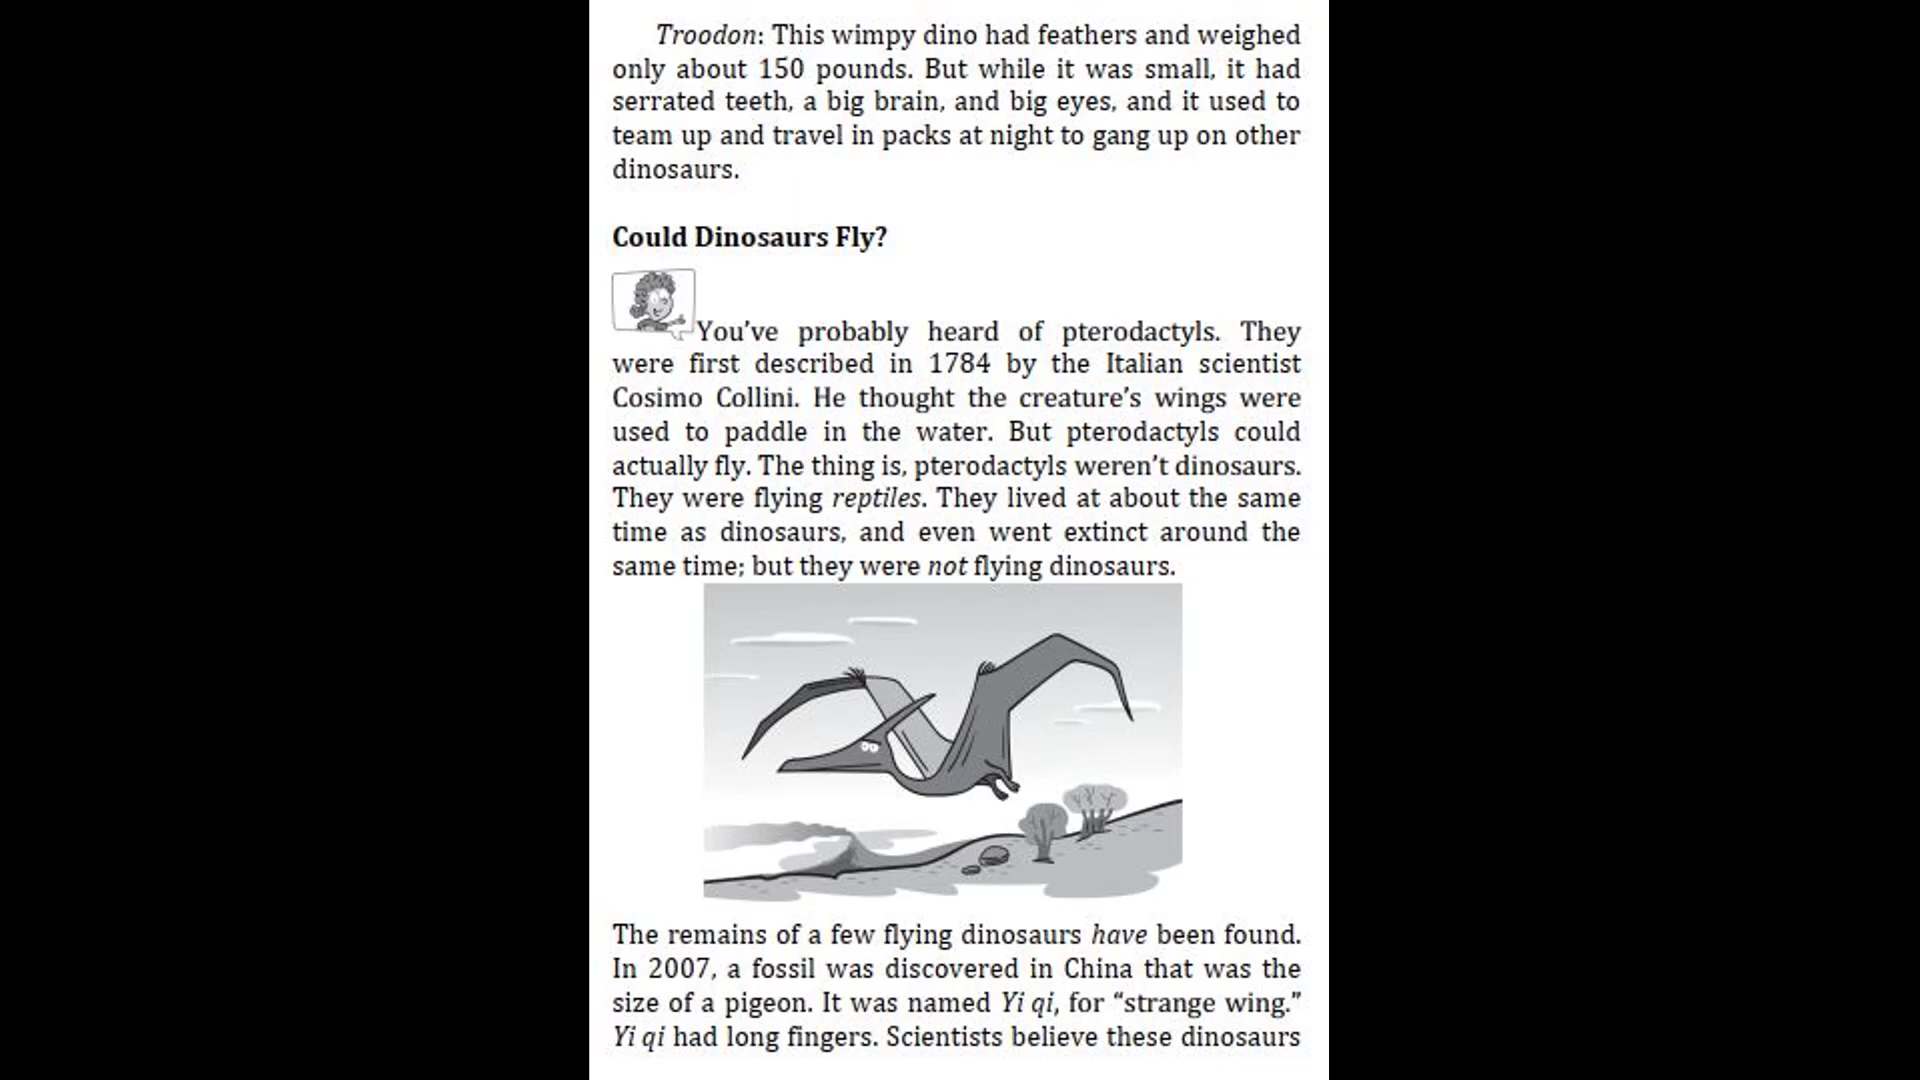 Troodon: This wimpy dino had feathers and weighed
only about 150 pounds. But while it was small, it had
serrated teeth, a big brain, and big eyes, and it used to
team up and travel in packs at night to gang up on other
dinosaurs.
Could Dinosaurs Fly?
You’ve probably heard of pterodactyls. They
were first described in 1784 by the Italian scientist
Cosimo Collini. He thought the creature’s wings were
used to paddle in the water. But pterodactyls could
actually fly. The thing is, pterodactyls weren’t dinosaurs.
They were flying reptiles. They lived at about the same
time as dinosaurs, and even went extinct around the
same time; but they were not flying dinosaurs.
The remains of a few flying dinosaurs have been found.
In 2007, a fossil was discovered in China that was the
size of a pigeon. It was named Yi qi, for “strange wing.”
Yi qi had long fingers. Scientists believe these dinosaurs